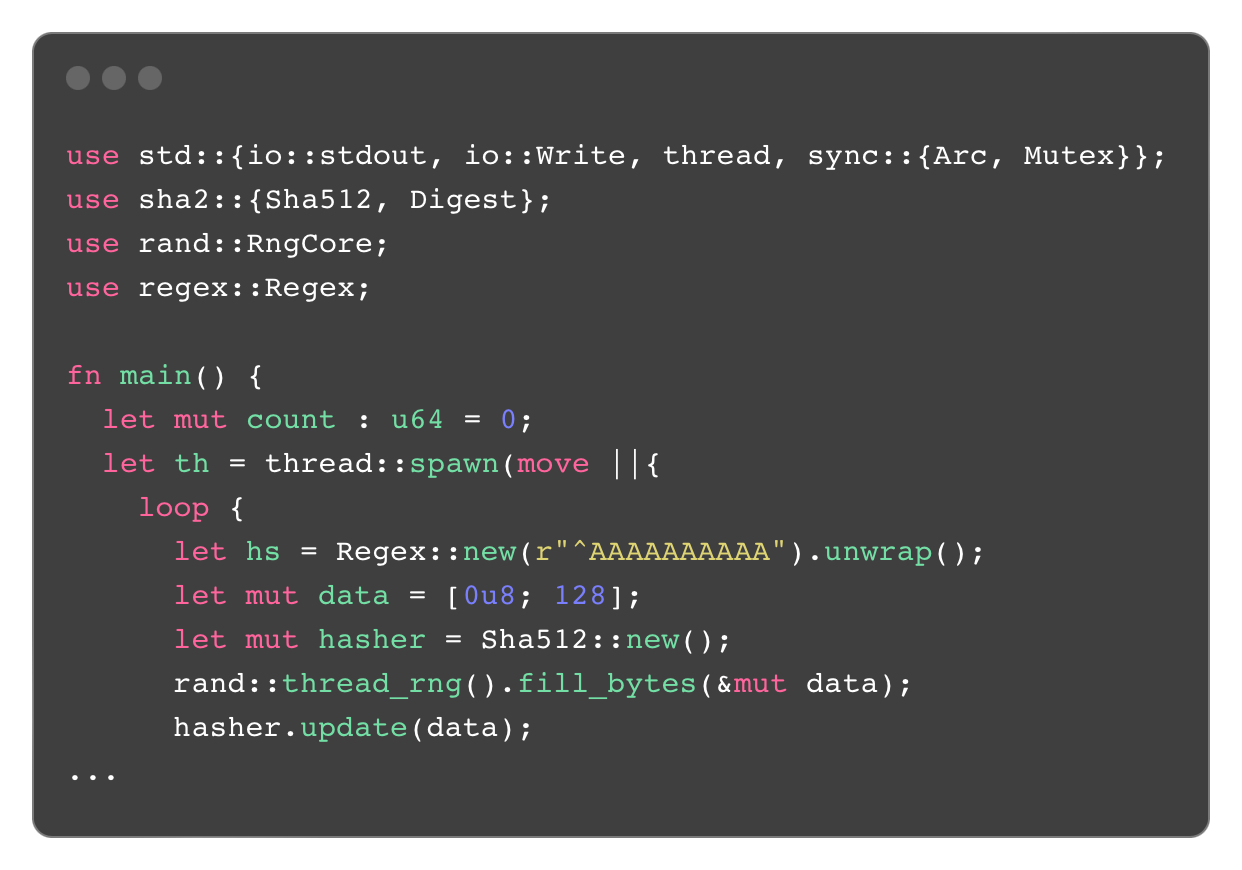 use std::{io::stdout, io::Write, thread, sync::{Arc, Mutex}};
use sha2::{Sha512, Digest};
use rand::RngCore;
use regex::Regex;

fn main() {
  let mut count : u64 = 0;
  let th = thread::spawn(move ||{
    loop {
      let hs = Regex::new(r"^AAAAAAAAAA").unwrap();
      let mut data = [0u8; 128];
      let mut hasher = Sha512::new();
      rand::thread_rng().fill_bytes(&mut data);
      hasher.update(data);
...